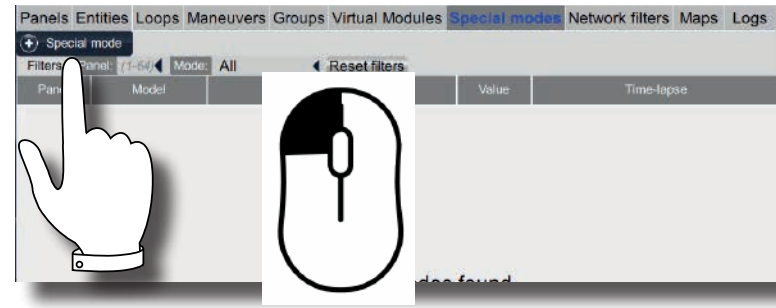 Panels Entities Loops Maneuvers Groups Virtual Modules Special modes Network filters Maps Logs
Special mode
Filters Panel: (1-64) Mode: All Reset filters
Model Value Time-lapse
found